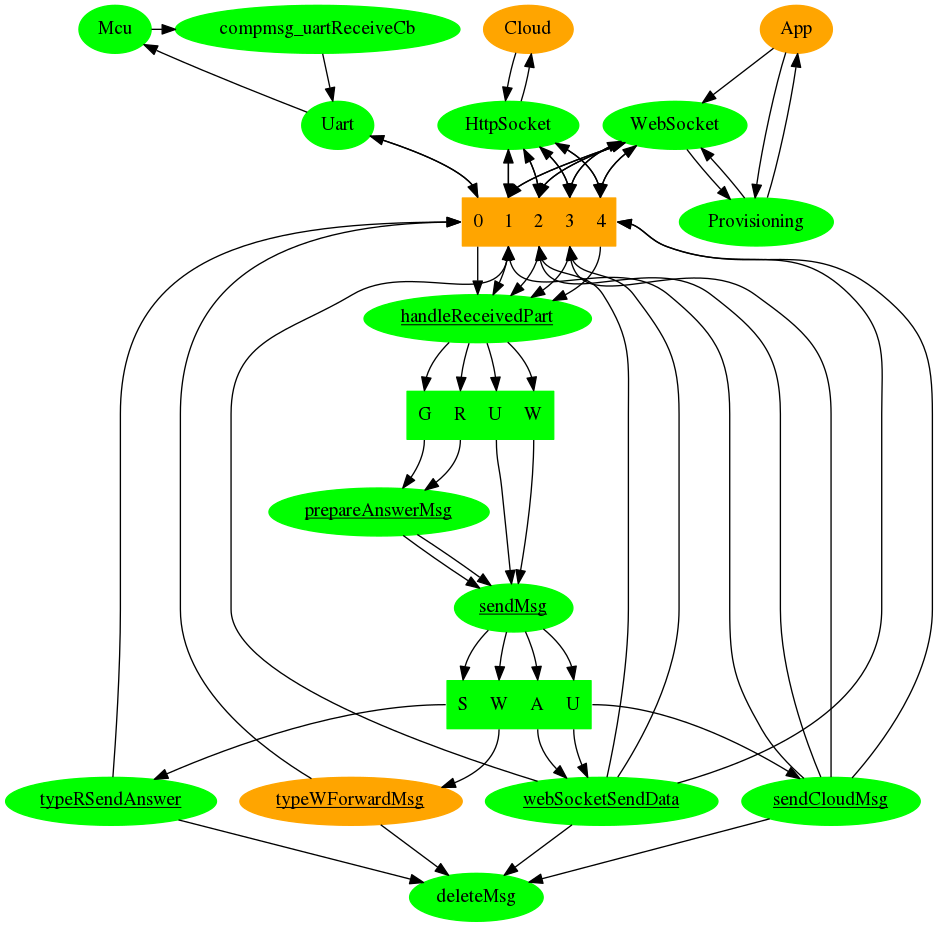 Mcu
compmsg_uartReceiveCb
Cloud
App
Uart
HttpSocket
WebSocket
0 1 2 3 4
Provisioning
handleReceivedPart
G R U W
prepareAnswerMsg
sendMsg
S W A U
typeRSendAnswer
typeWForwardMsg
webSocketSendData
sendCloudMsg
deleteMsg